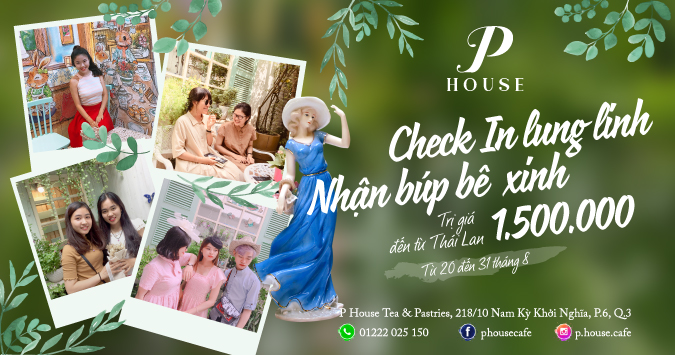 P
HOUSE
Check In lung linh
Nhận búp bê xinh
Trị giá
đến từ Thái Lan 1.500.000
Từ 20 đến 31 tháng 8
P House Tea & Pastries, 218/10 Nam Kỳ Khởi Nghĩa, P.6, Q.3
01222 025 150 phousecafe p.house.cafe